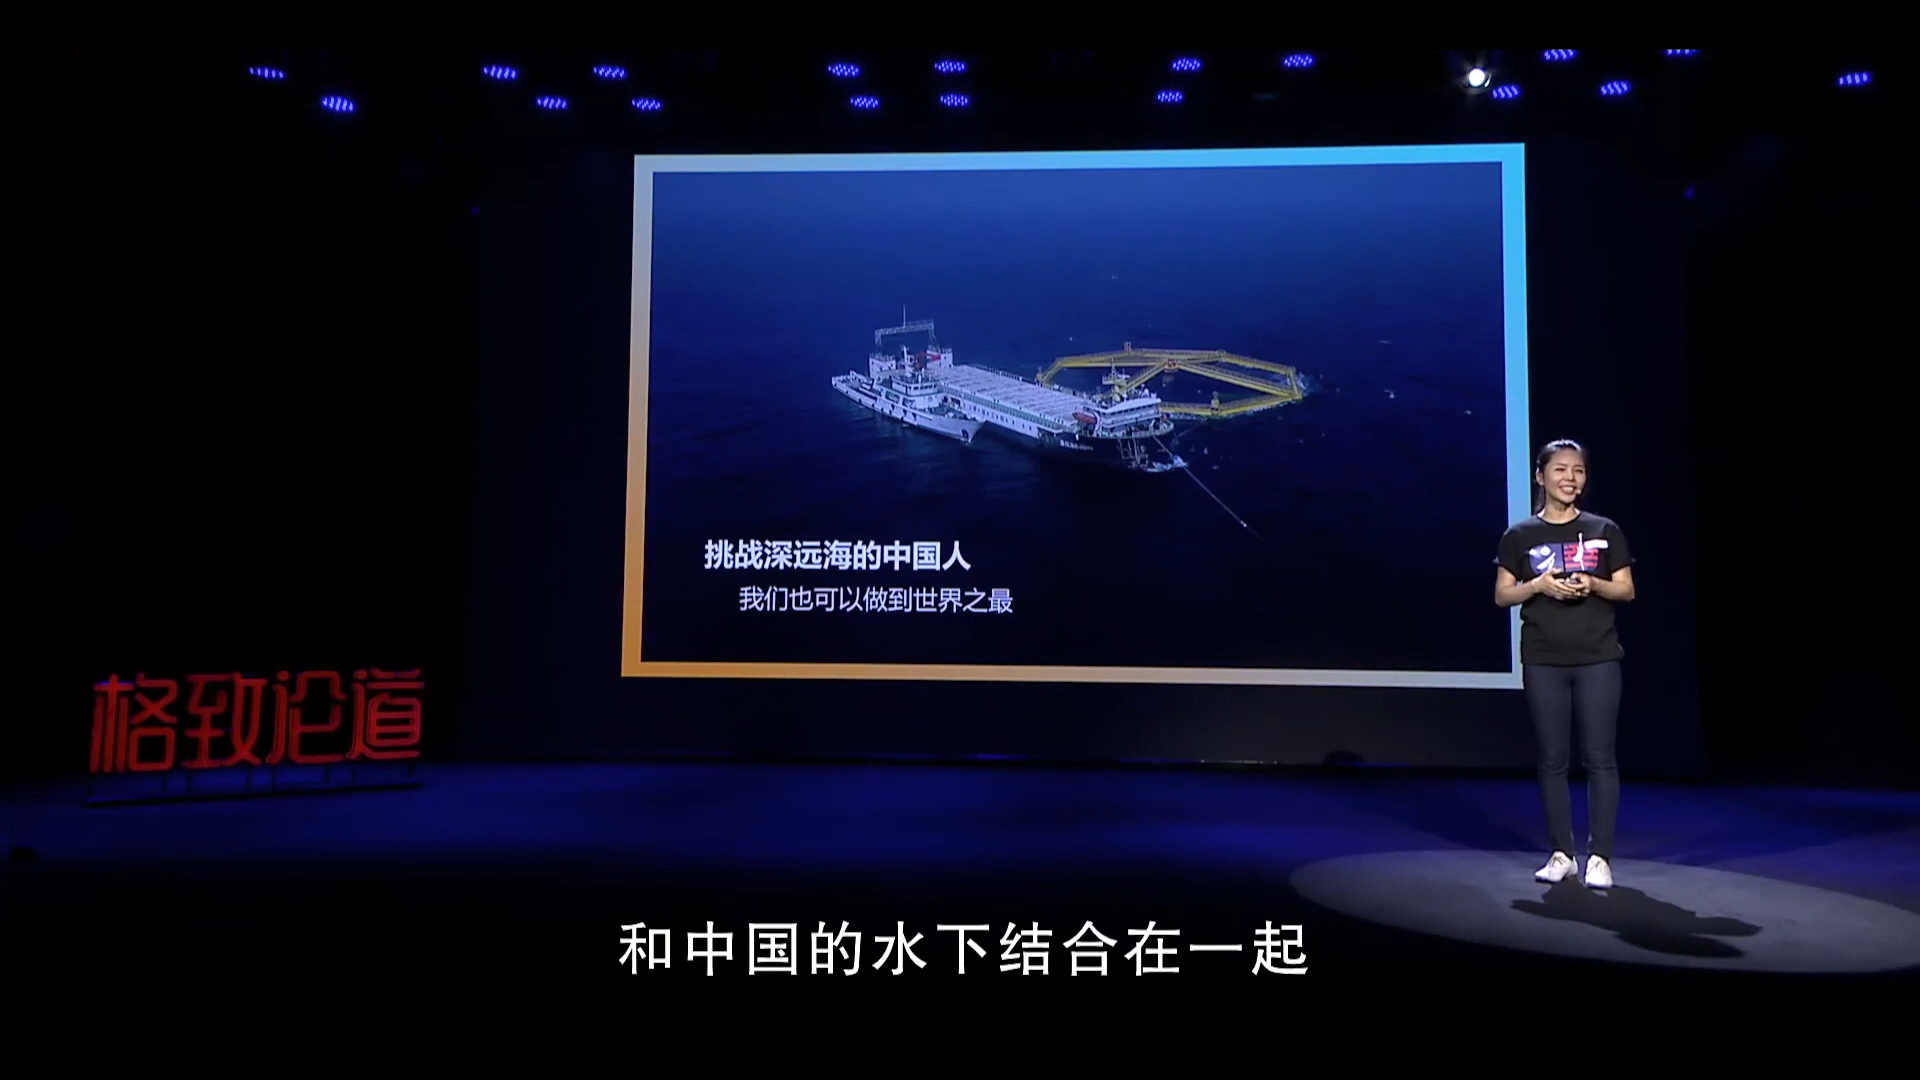 挑战深远海的中国人
我们也可以做到世界之最
格致论道
和中国的水下结合在一起